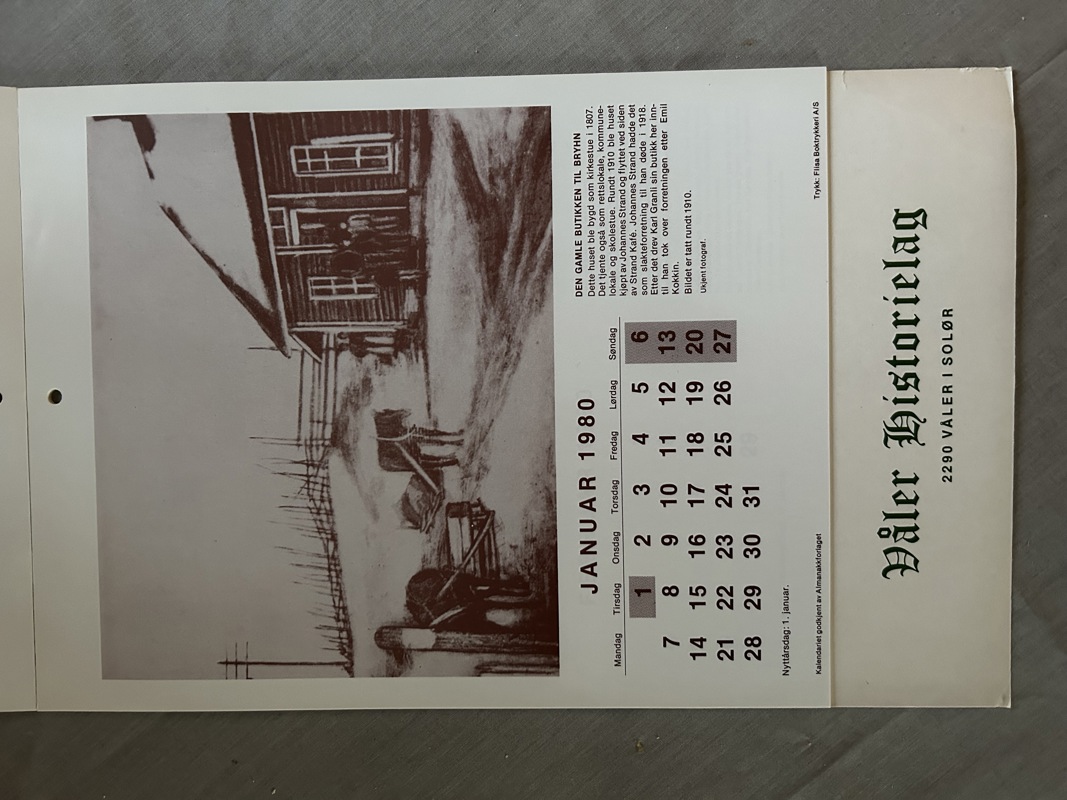 JANUAR 1980
Mandag Tirsdag Onsdag Torsdag Fredag Lørdag Søndag
1 2 3 4 5 6
7 8 9 10 11 12 13
14 15 16 17 18 19 20
21 22 23 24 25 26 27
28 29 30 31
Nyttårsdag: 1. januar.
Kalendariet godkjent av Almanakkforlaget
DEN GAMLE BUTIKKEN TIL BRYHN
Dette huset ble bygd som kirkestue i 1807.
Det tjente også som rettslokale, kommune-
lokale og skolestue. Rundt 1910 ble huset
kjøpt av Johannes Strand og flyttet ved siden
av Strand Kafè. Johannes Strand hadde det
som slakteforretning til han døde i 1918.
Etter det drev Karl Granli sin butikk her inn-
til han tok over forretningen etter Emil
Kokkin.
Bildet er tatt rundt 1910.
Ukjent fotograf.
Trykk: Flisa Boktrykkeri A/S
Våler Historielag
2290 VÅLER I SOLØR